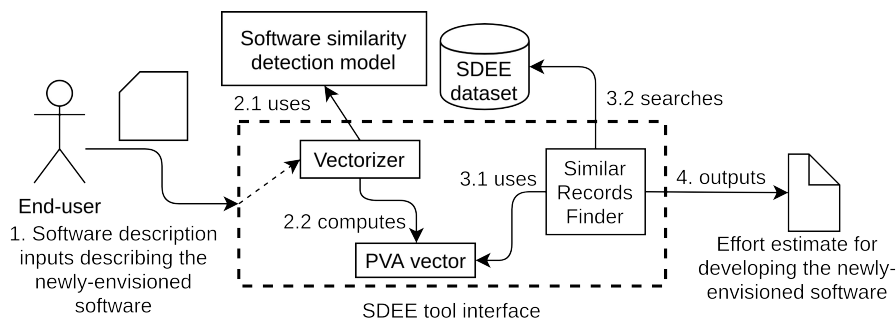 Software similarity
detection model
SDEE
dataset
2.1 uses
3.2 searches
Vectorizer
Similar
Records
Finder
3.1 uses
4. outputs
End-user
2.2 computes
PVA vector
1. Software description
inputs describing the
newly-envisioned
software
Effort estimate for
developing the newly-
envisioned software
SDEE tool interface